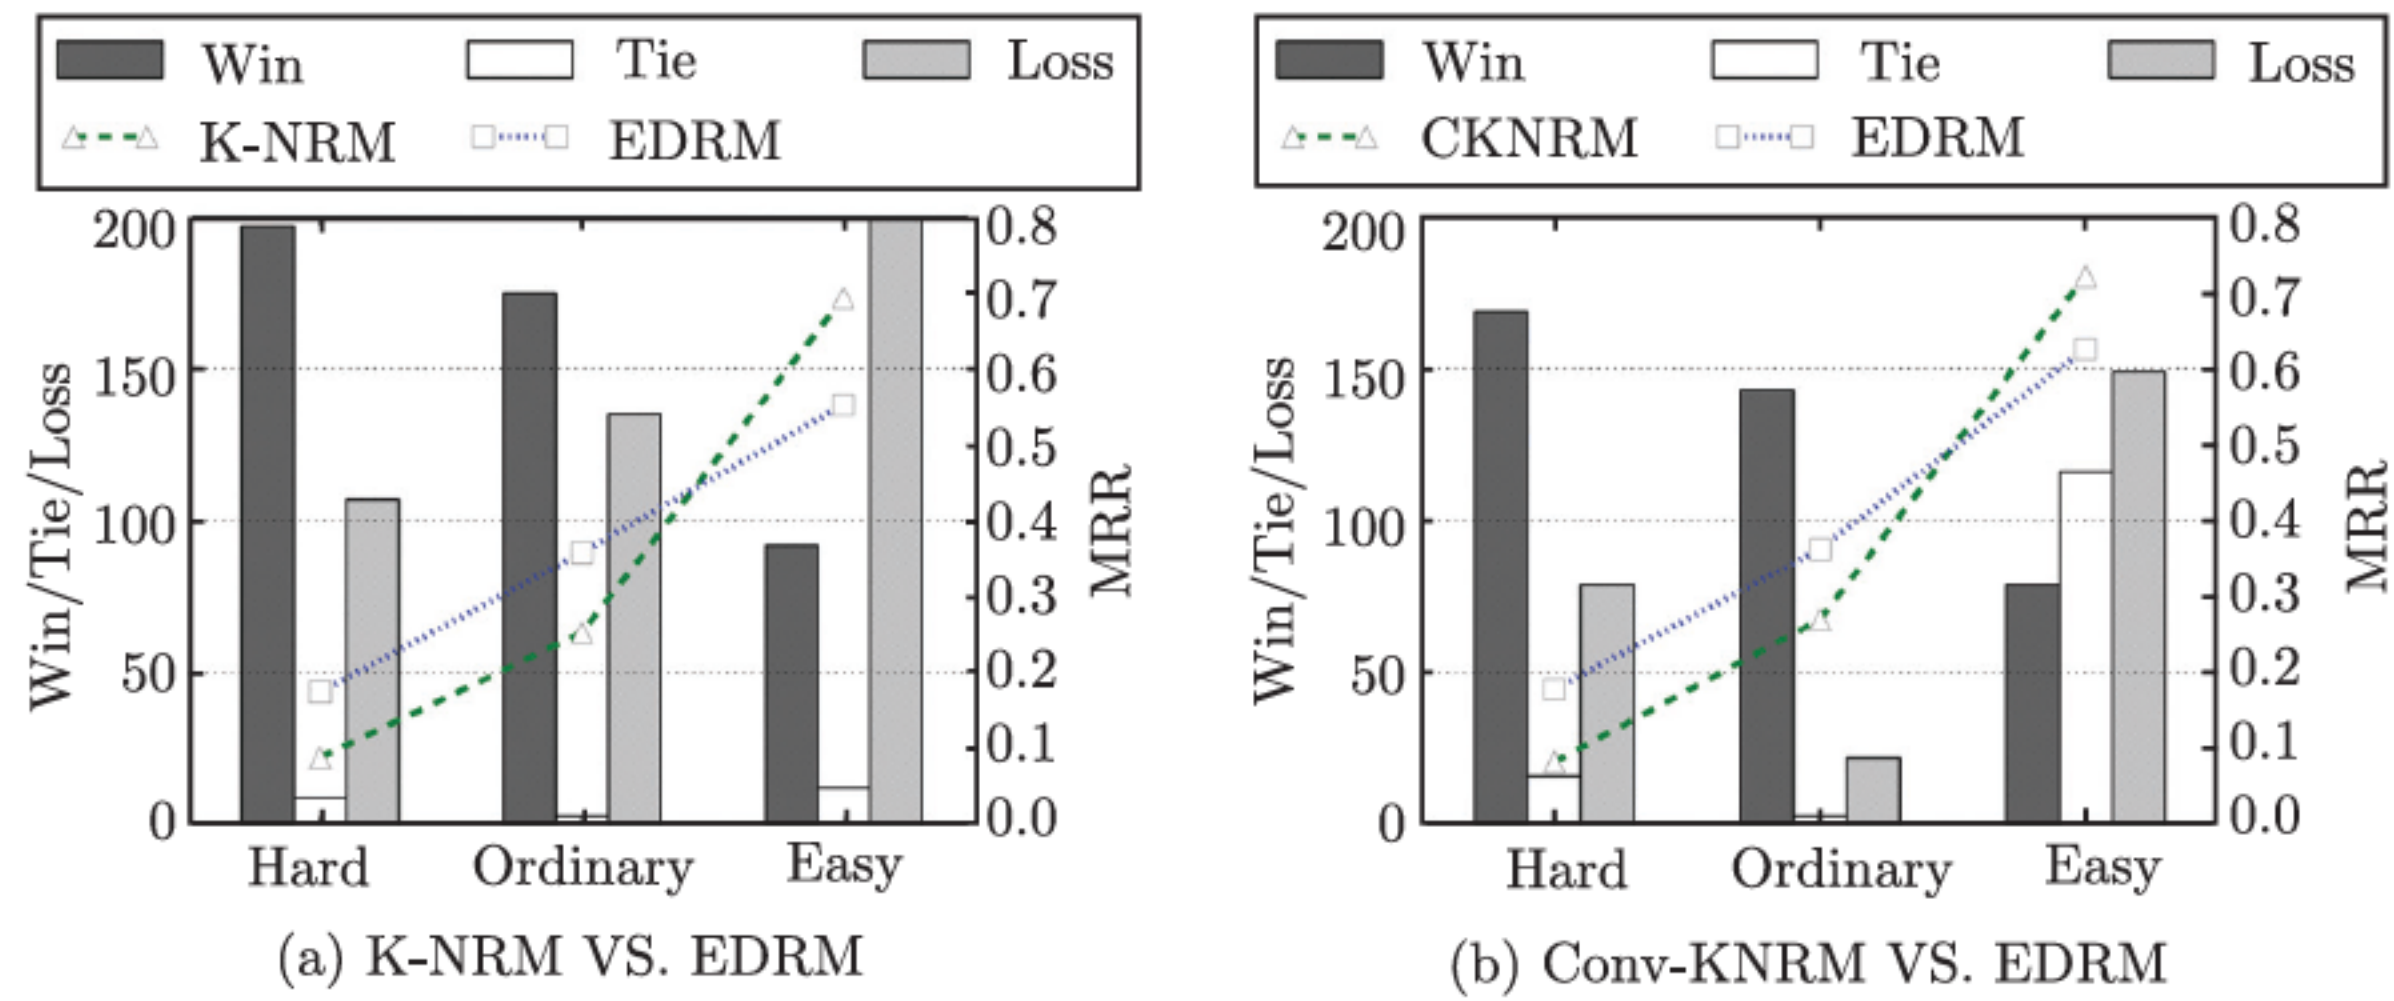 Win Tie Loss
K-NRM EDRM
200
150
100
50
0
Win/Tie/Loss
0.8
0.7
0.6
0.5
0.4
0.3
0.2
0.1
0.0
MRR
Hard Ordinary Easy
(a) K-NRM VS. EDRM
Win Tie Loss
CKNRM EDRM
200
150
100
50
0
Win/Tie/Loss
0.8
0.7
0.6
0.5
0.4
0.3
0.2
0.1
0.0
MRR
Hard Ordinary Easy
(b) Conv-KNRM VS. EDRM